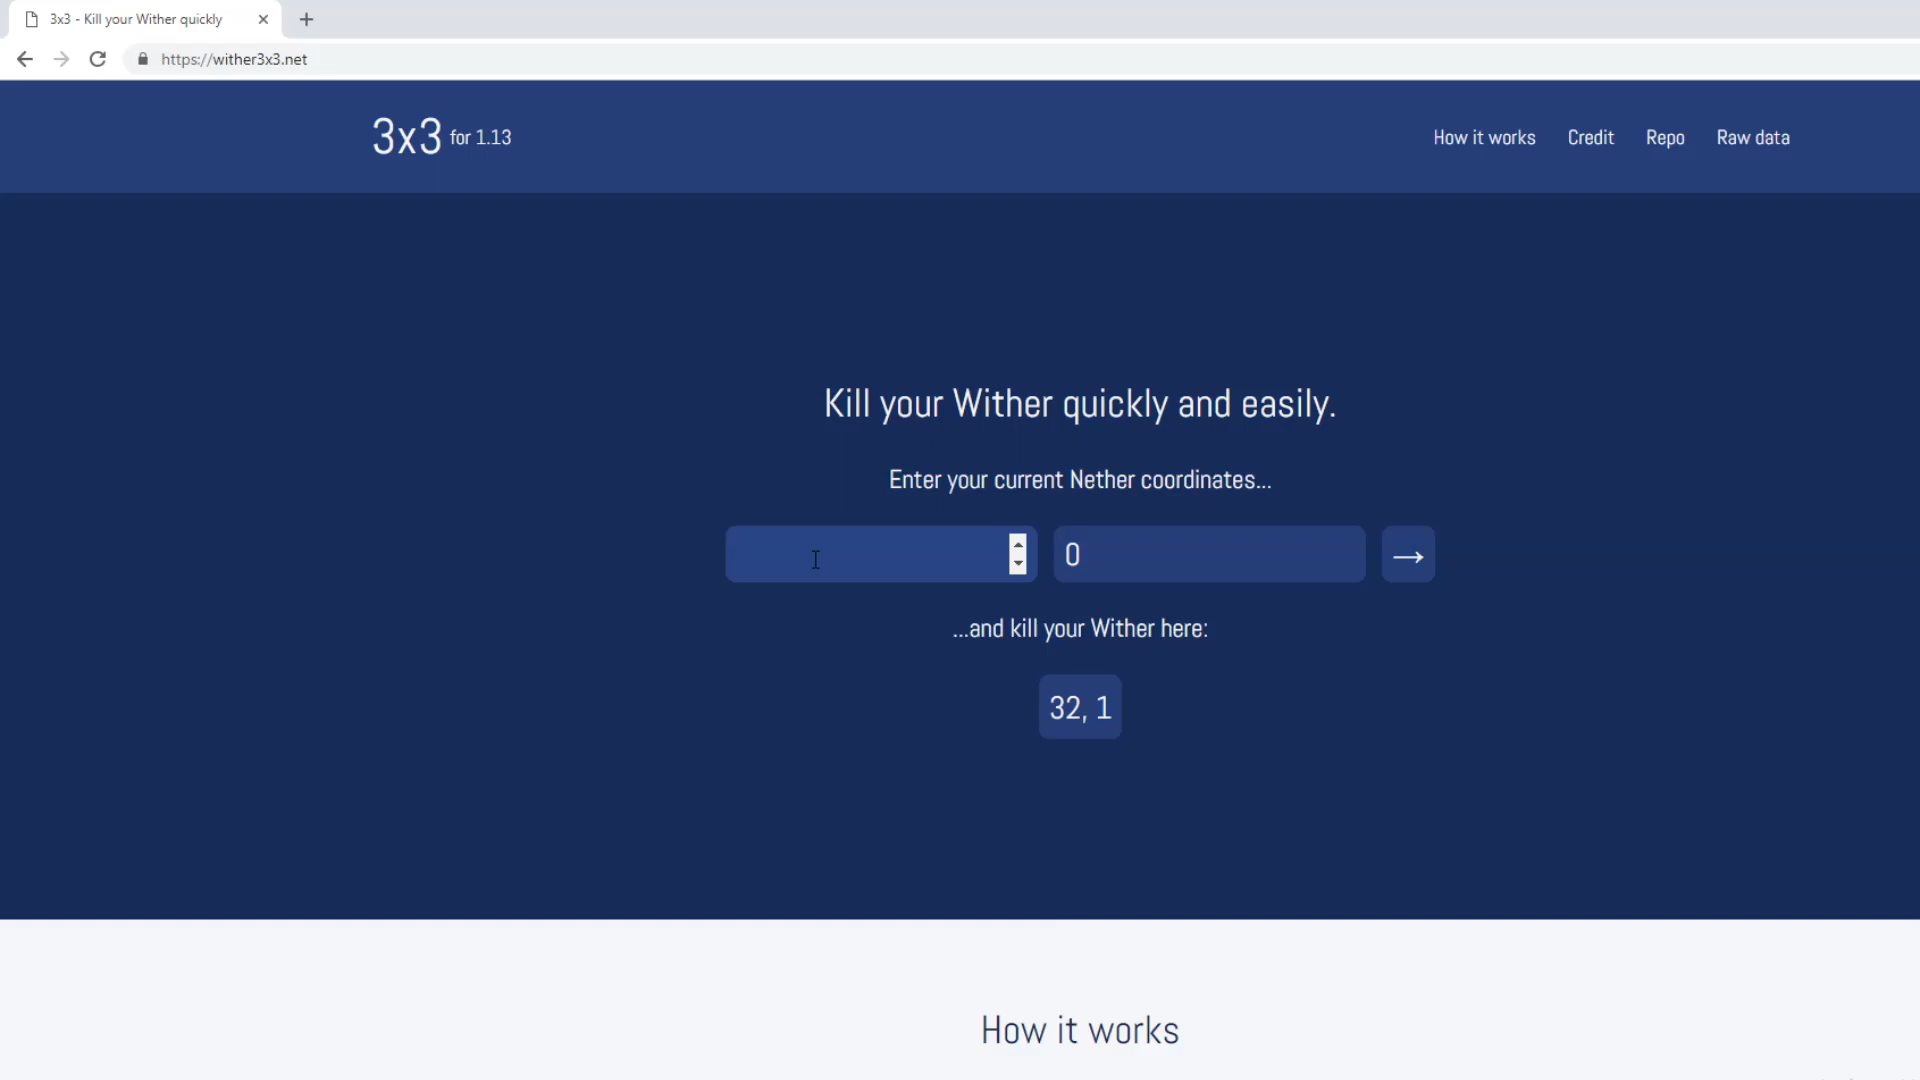 3x3 - Kill your Wither quickly
https://wither3x3.net
3x3 for 1.13
How it works Credit Repo Raw data
Kill your Wither quickly and easily.
Enter your current Nether coordinates...
0
→
...and kill your Wither here:
32, 1
How it works